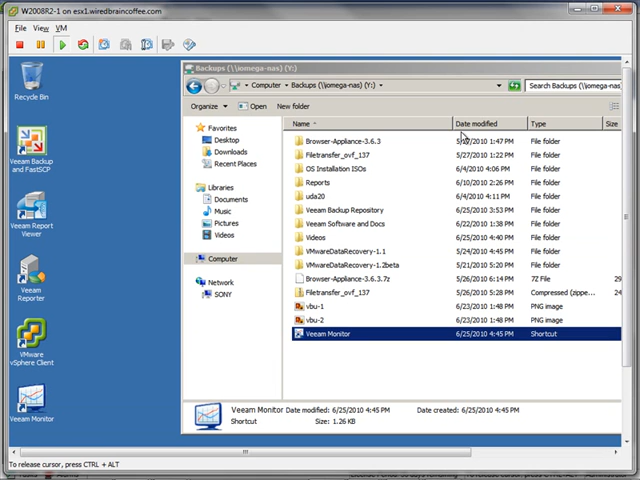 W2008R2-1 on esx1.wiredbraincoffee.com
File View VM
Recycle Bin
Veeam Backup and FastSCP
Veeam Report Viewer
Veeam Reporter
VMware vSphere Client
Veeam Monitor
Backups (\\iomega-nas) (Y:)
Computer Backups (\\iomega-nas) (Y:) Search Backups (\\iomega-nas)
Organize Open New folder
Favorites
Desktop
Downloads
Recent Places
Libraries
Documents
Music
Pictures
Videos
Computer
Network
SONY
Name Date modified Type Size
Browser-Appliance-3.6.3 1:47 PM File folder
Filetransfer_ovf_137 5/27/2010 1:22 PM File folder
OS Installation ISOs 6/4/2010 4:06 PM File folder
Reports 6/10/2010 2:46 PM File folder
uda20 6/4/2010 4:11 PM File folder
Veeam Backup Repository 6/25/2010 3:53 PM File folder
Veeam Software and Docs 6/22/2010 3:44 PM File folder
Videos 6/25/2010 4:40 PM File folder
VMwareDataRecovery-1.1 5/24/2010 4:30 PM File folder
VMwareDataRecovery-1.2beta 5/21/2010 5:20 PM File folder
Browser-Appliance-3.6.3.7z 5/26/2010 6:14 PM 7Z File 29
Filetransfer_ovf_137 5/26/2010 5:28 PM Compressed (zippe...
vbu-1 6/23/2010 1:48 PM PNG image
vbu-2 6/23/2010 1:48 PM PNG image
Veeam Monitor 6/25/2010 4:45 PM Shortcut
Veeam Monitor Date modified: 6/25/2010 4:45 PM Date created: 6/25/2010 4:45 PM
Shortcut Size: 1.26 KB
To release cursor, press CTRL + ALT